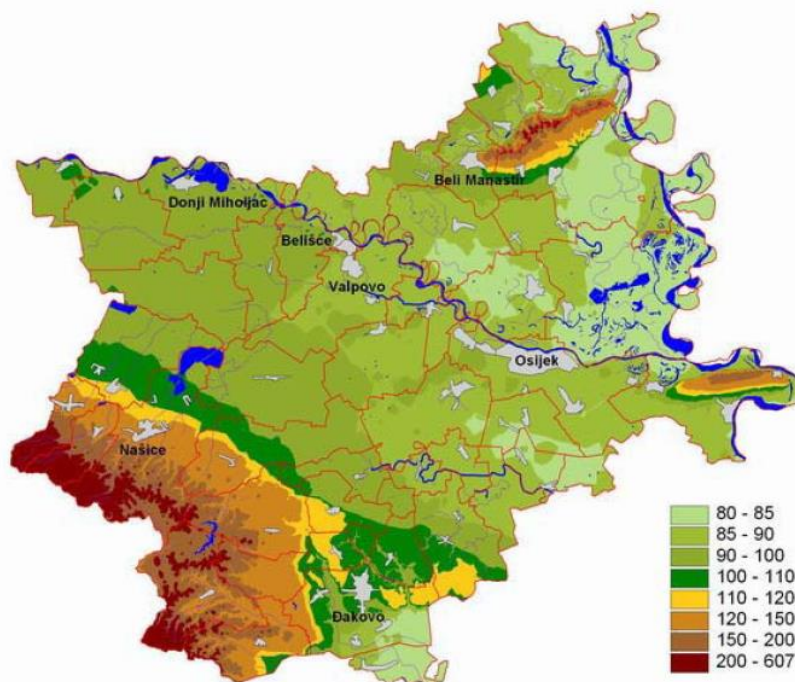 Beli Manastir
Donji Miholjac
Belišće
Valpovo
Osijek
Našice
Đakovo
80 - 85
85 - 90
90 - 100
100 - 110
110 - 120
120 - 150
150 - 200
200 - 607